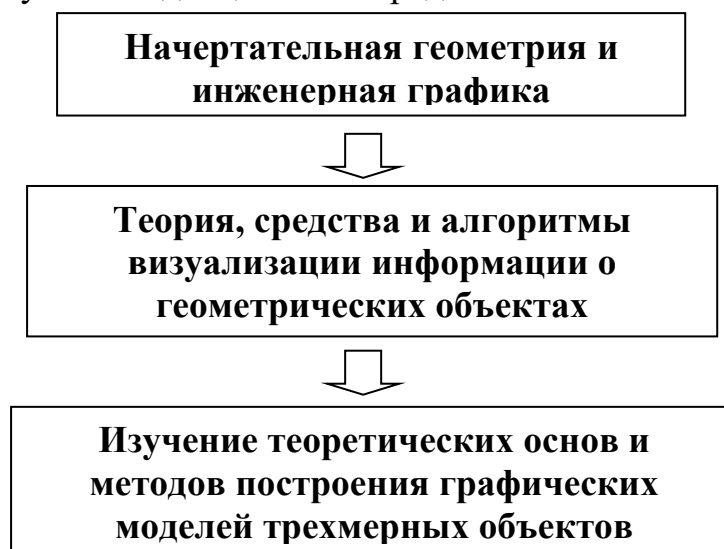 Начертательная геометрия и
инженерная графика
Теория, средства и алгоритмы
визуализации информации о
геометрических объектах
Изучение теоретических основ и
методов построения графических
моделей трехмерных объектов